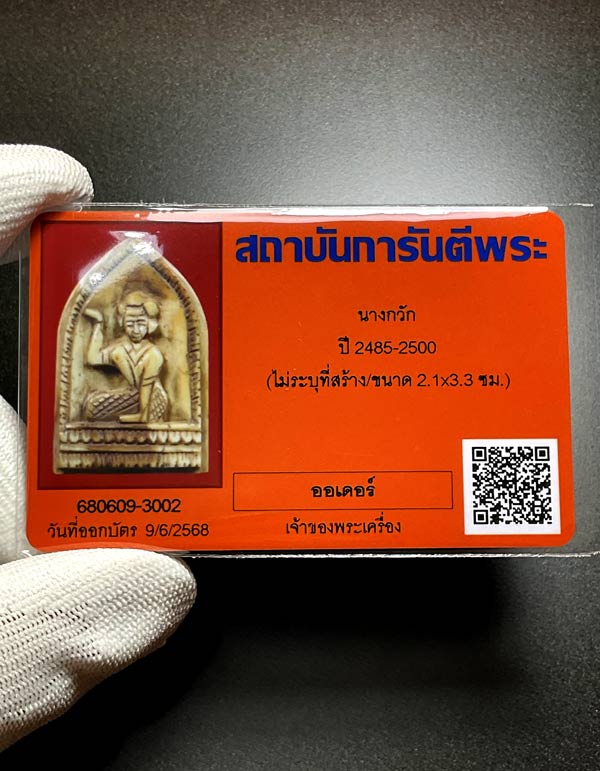 สถาบันการันตีพระ
นางกวัก
ปี 2485-2500
(ไม่ระบุที่สร้าง/ขนาด 2.1x3.3 ซม.)
ออเดอร์
เจ้าของพระเครื่อง
680609-3002
วันที่ออกบัตร 9/6/2568